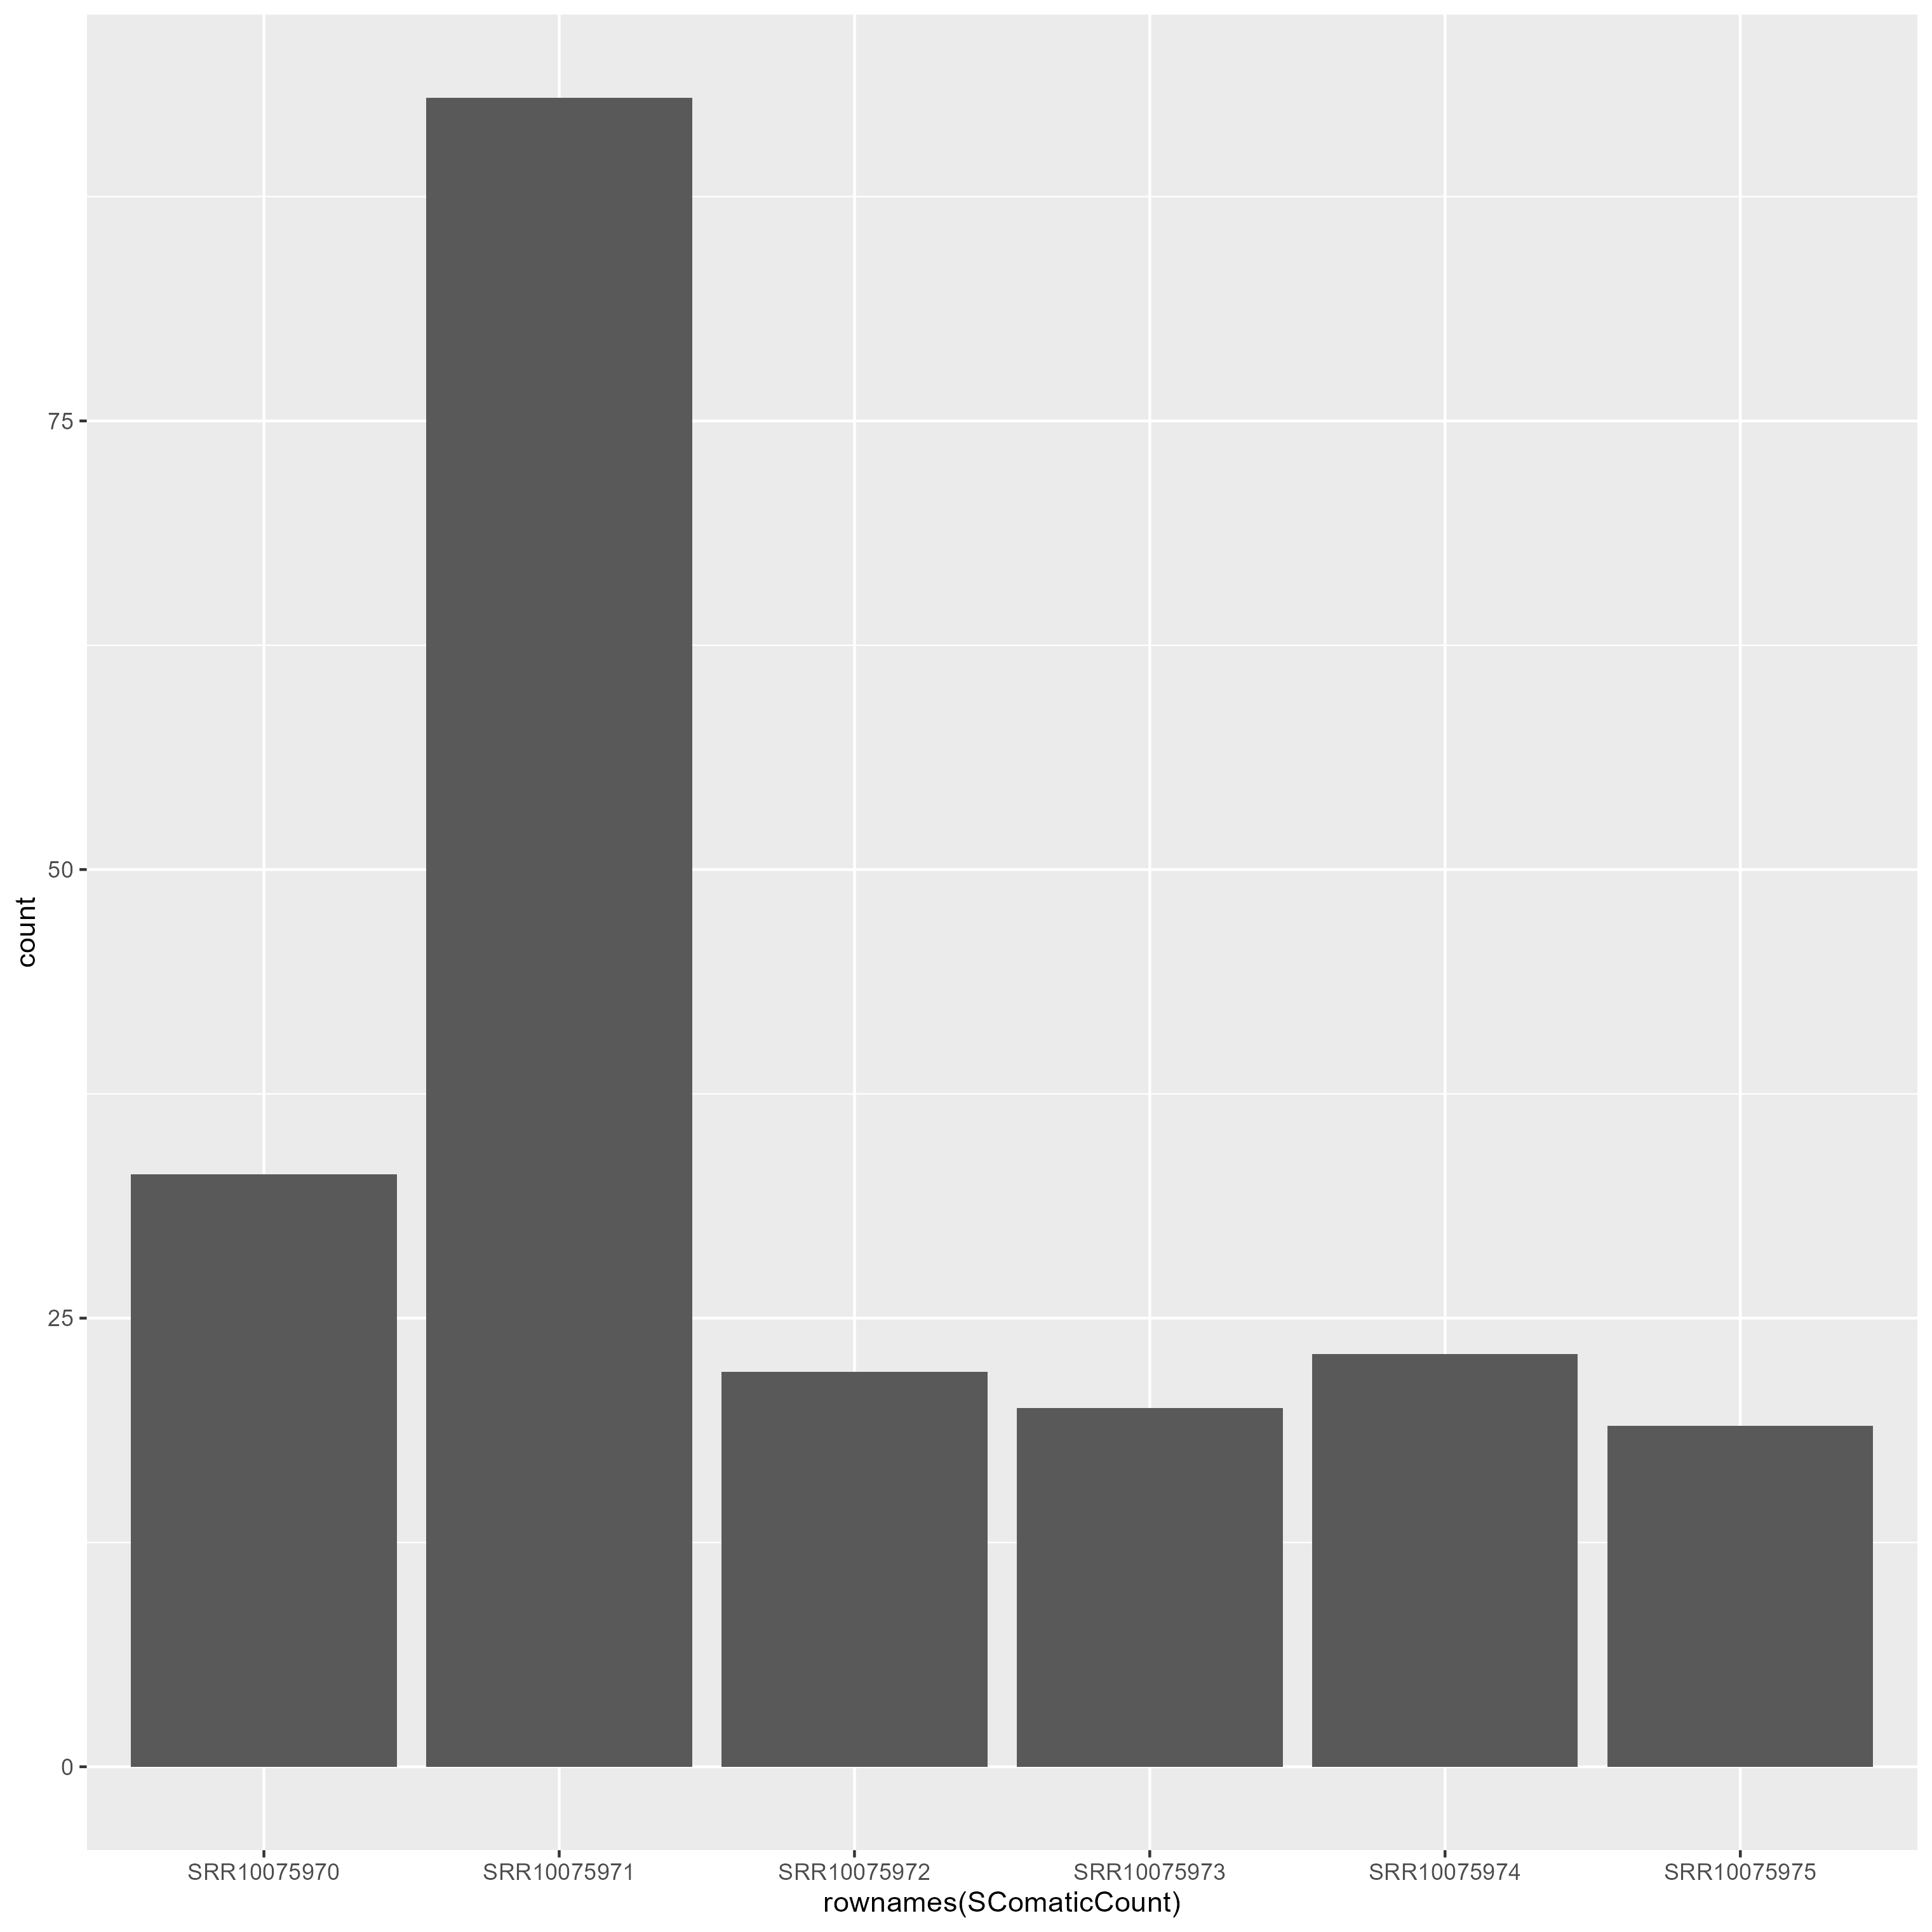 count
75
50
25
0
SRR10075970 SRR10075971 SRR10075972 SRR10075973 SRR10075974 SRR10075975
rownames(SComaticCount)